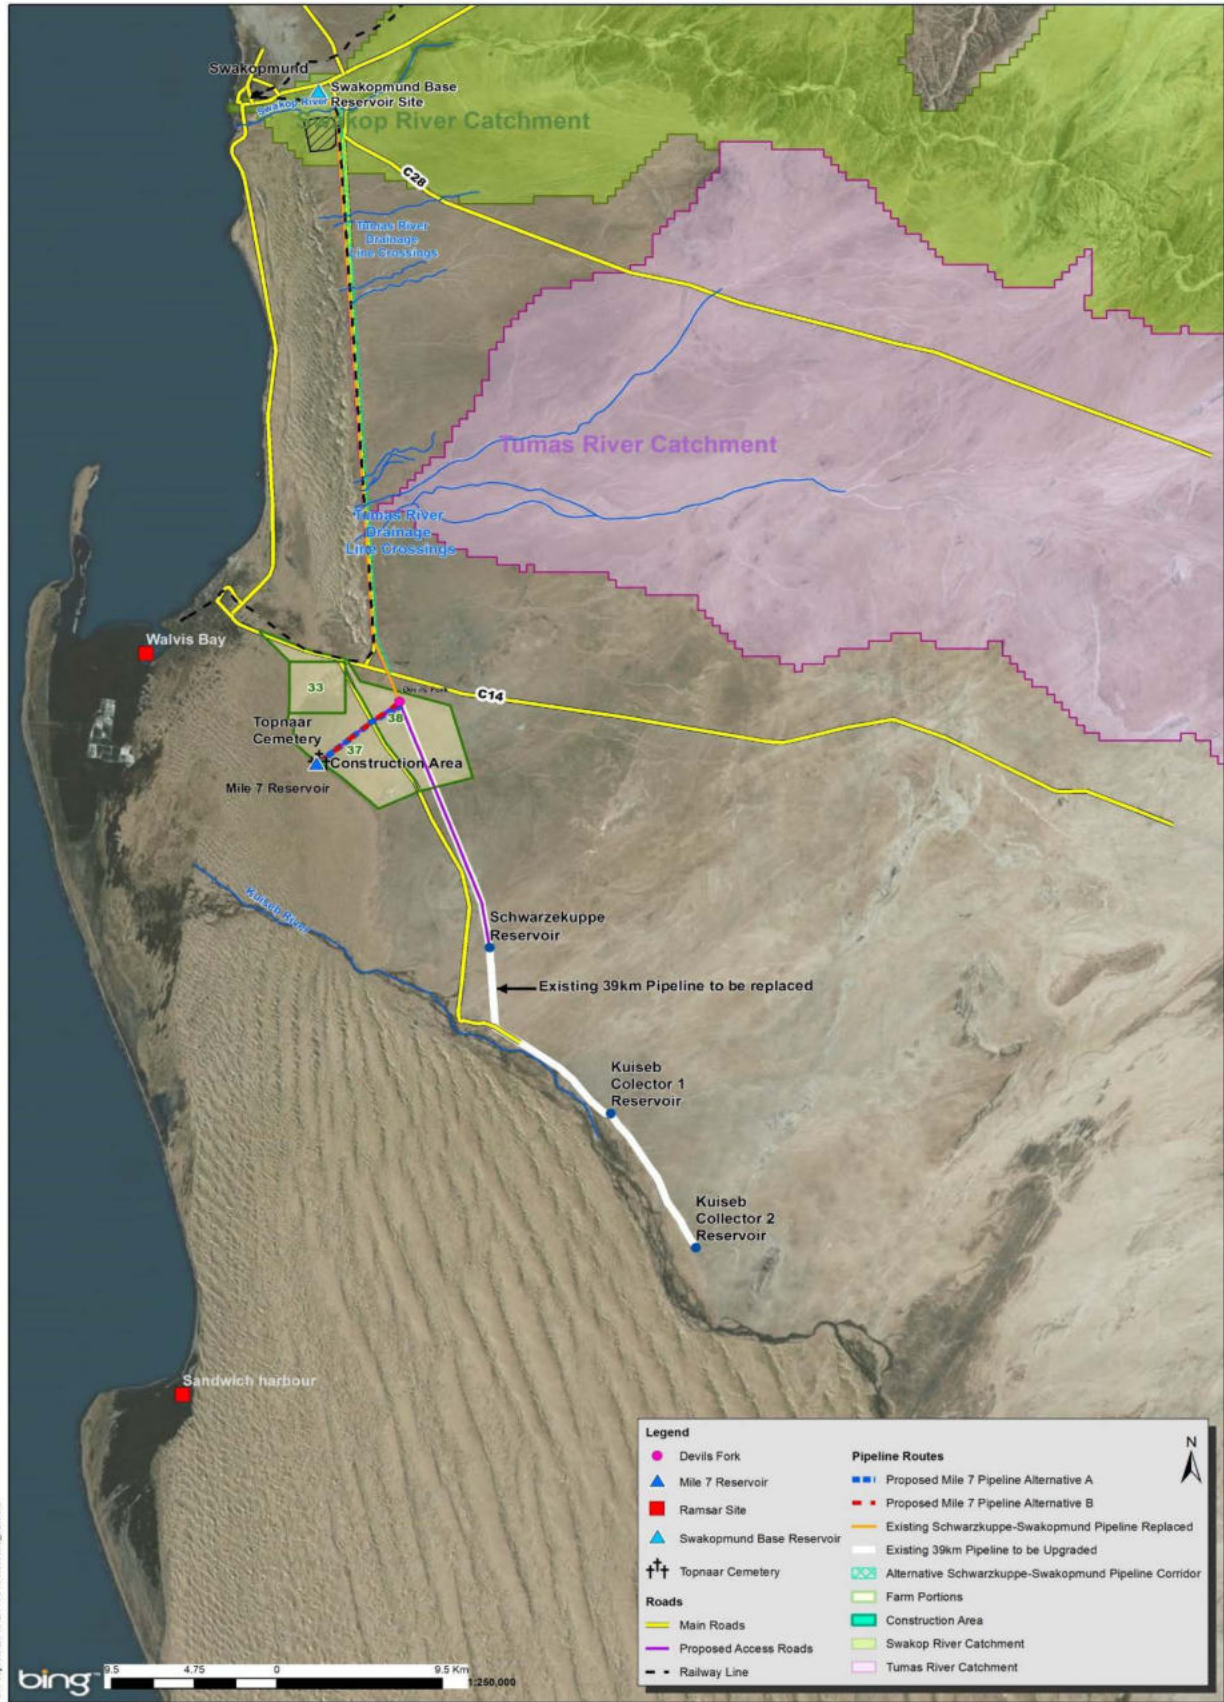 Swakopmund
Swakopmund Base
Reservoir Site
Swakop River
Swakop River Catchment
C28
Tumas River
Drainage
Line Crossings
Tumas River Catchment
Tumas River
Drainage
Line Crossings
Walvis Bay
33
Devils Fork
C14
38
Topnaar
Cemetery
37
Construction Area
Mile 7 Reservoir
Kuiseb River
Schwarzekuppe
Reservoir
Existing 39km Pipeline to be replaced
Kuiseb
Colector 1
Reservoir
Kuiseb
Collector 2
Reservoir
Sandwich harbour
Legend
Devils Fork
Mile 7 Reservoir
Ramsar Site
Swakopmund Base Reservoir
Topnaar Cemetery
Roads
Main Roads
Proposed Access Roads
Railway Line
Pipeline Routes
Proposed Mile 7 Pipeline Alternative A
Proposed Mile 7 Pipeline Alternative B
Existing Schwarzkuppe-Swakopmund Pipeline Replaced
Existing 39km Pipeline to be Upgraded
Alternative Schwarzkuppe-Swakopmund Pipeline Corridor
Farm Portions
Construction Area
Swakop River Catchment
Tumas River Catchment
N
bing
9.5 4.75 0 9.5 Km
1:250,000